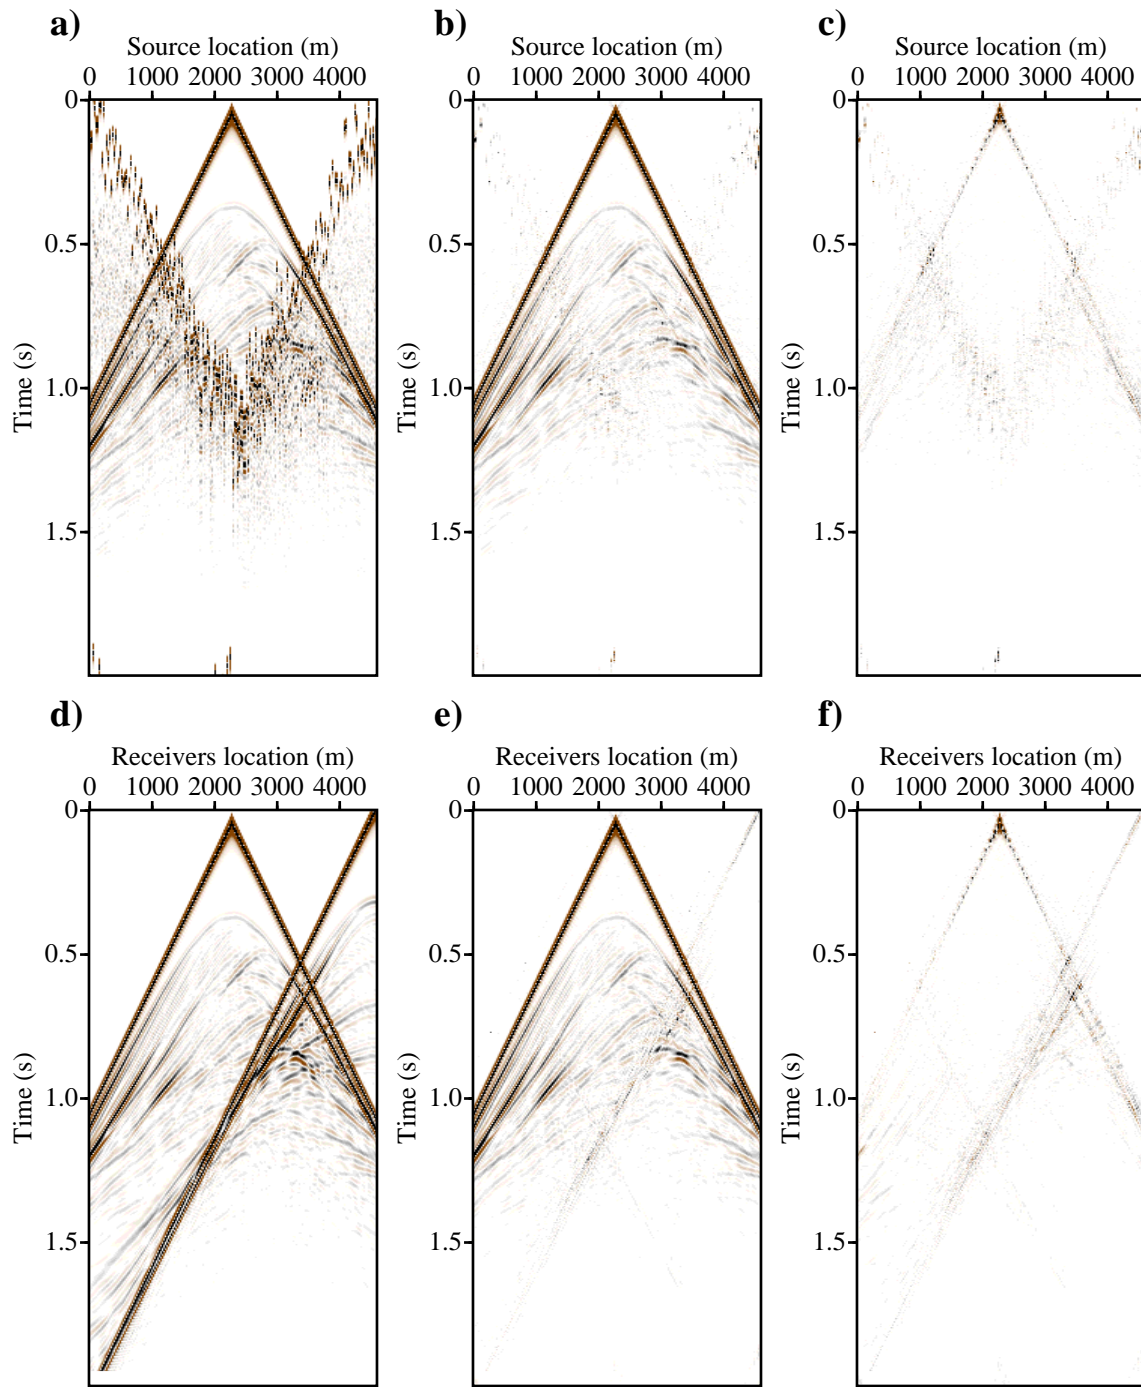 a) b) c)
Source location (m) Source location (m) Source location (m)
0 1000 2000 3000 4000 0 1000 2000 3000 4000 0 1000 2000 3000 4000
0 0 0
0.5 0.5 0.5
Time (s) Time (s) Time (s)
1.0 1.0 1.0
1.5 1.5 1.5
d) e) f)
Receivers location (m) Receivers location (m) Receivers location (m)
0 1000 2000 3000 4000 0 1000 2000 3000 4000 0 1000 2000 3000 4000
0 0 0
0.5 0.5 0.5
Time (s) Time (s) Time (s)
1.0 1.0 1.0
1.5 1.5 1.5